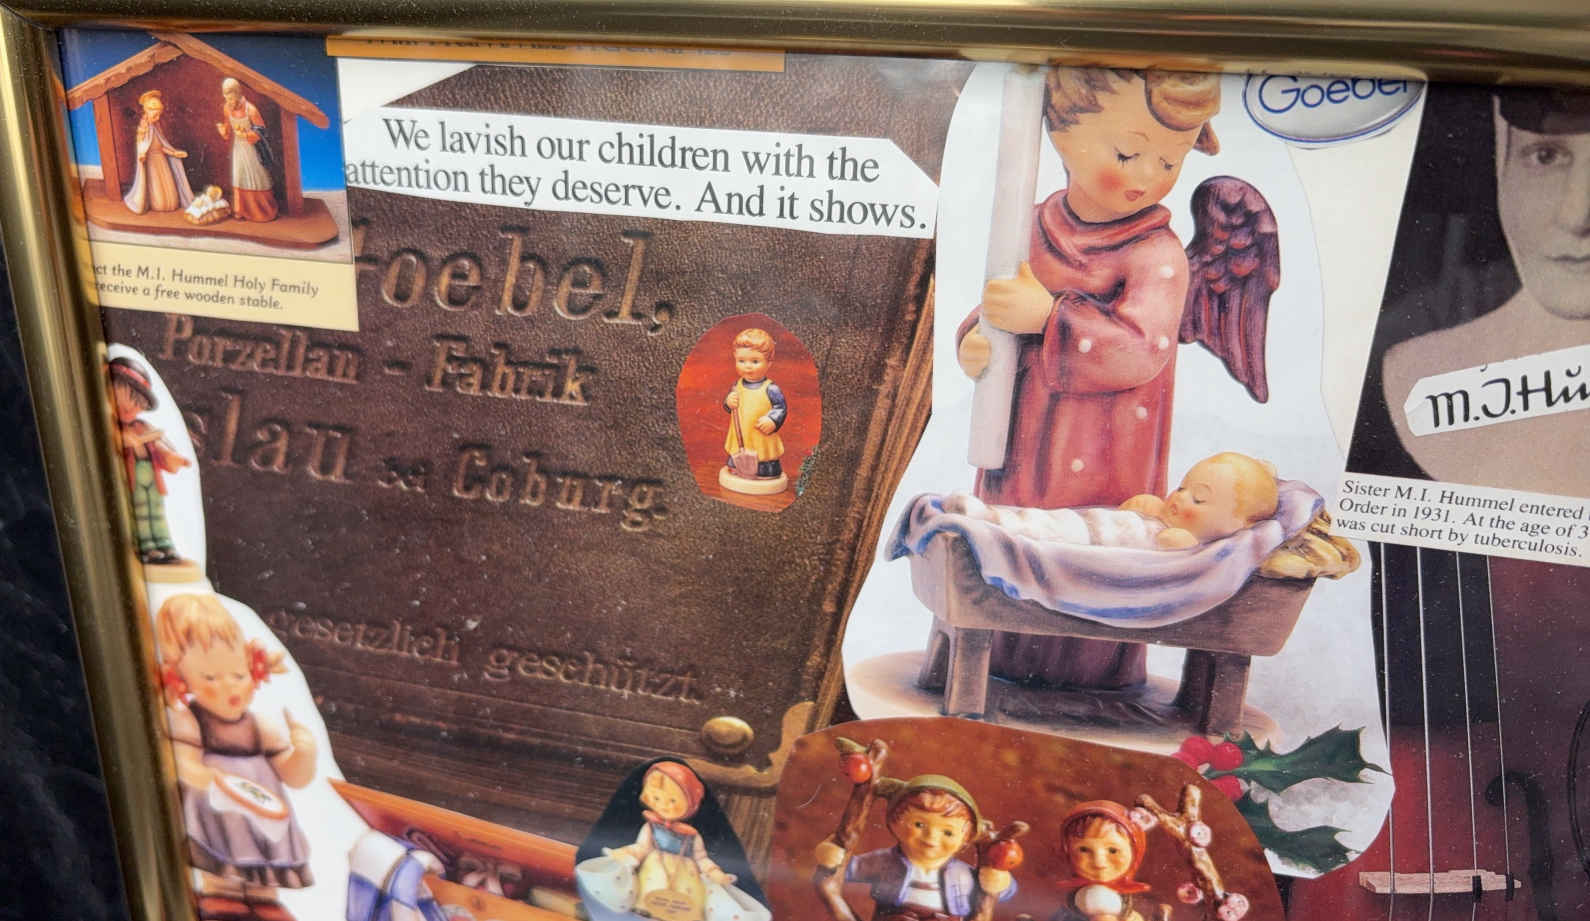 We lavish our children with the
attention they deserve. And it shows.
Goebel
the M.I. Hummel Holy Family
receive a free wooden stable.
oebel,
Porzellan - Fabrik
slau bei Coburg.
gesetzlich geschützt.
M.J.Hu
Sister M.I. Hummel entered
Order in 1931. At the age of 3
was cut short by tuberculosis.